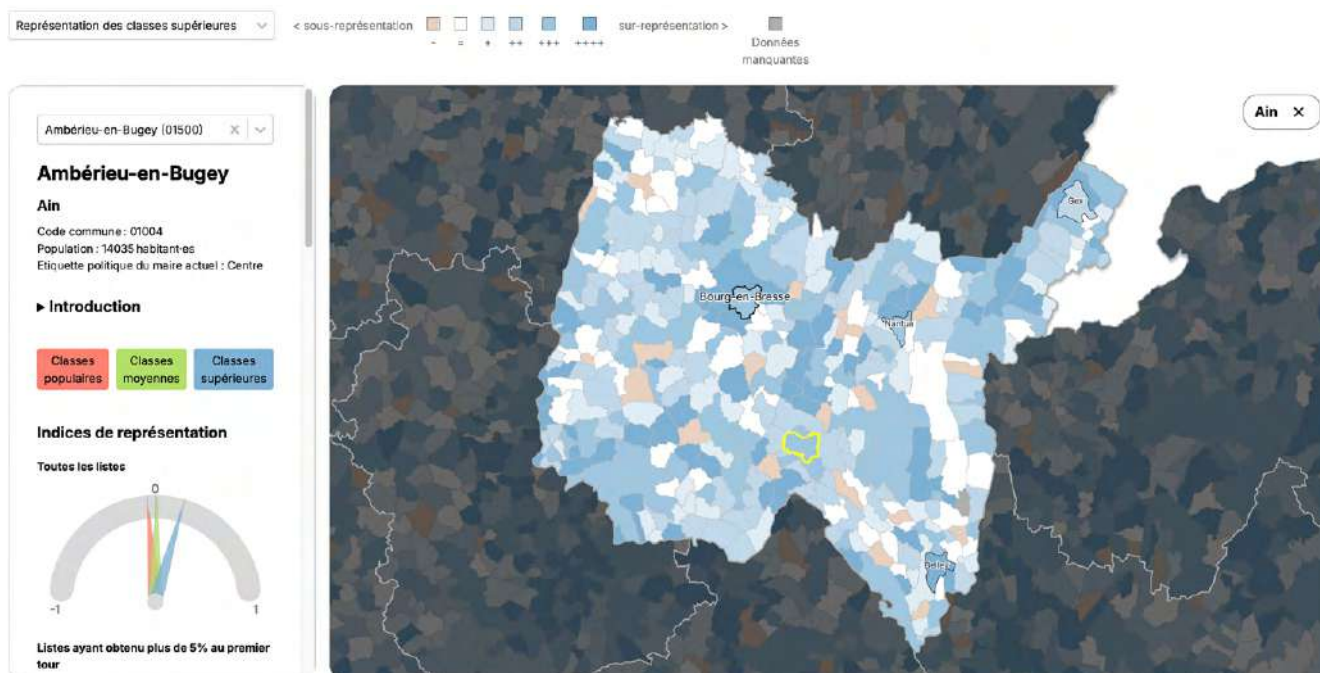 Représentation des classes supérieures
< sous-représentation
sur-représentation >
-
=
+
++
+++
++++
Données
manquantes
Ambérieu-en-Bugey (01500)
Ambérieu-en-Bugey
Ain
Code commune : 01004
Population : 14035 habitant·es
Etiquette politique du maire actuel : Centre
▸ Introduction
Classes
populaires
Classes
moyennes
Classes
supérieures
Indices de représentation
Toutes les listes
0
-1
1
Listes ayant obtenu plus de 5% au premier
tour
Ain ×
Gex
Bourg-en-Bresse
Nantua
Belley